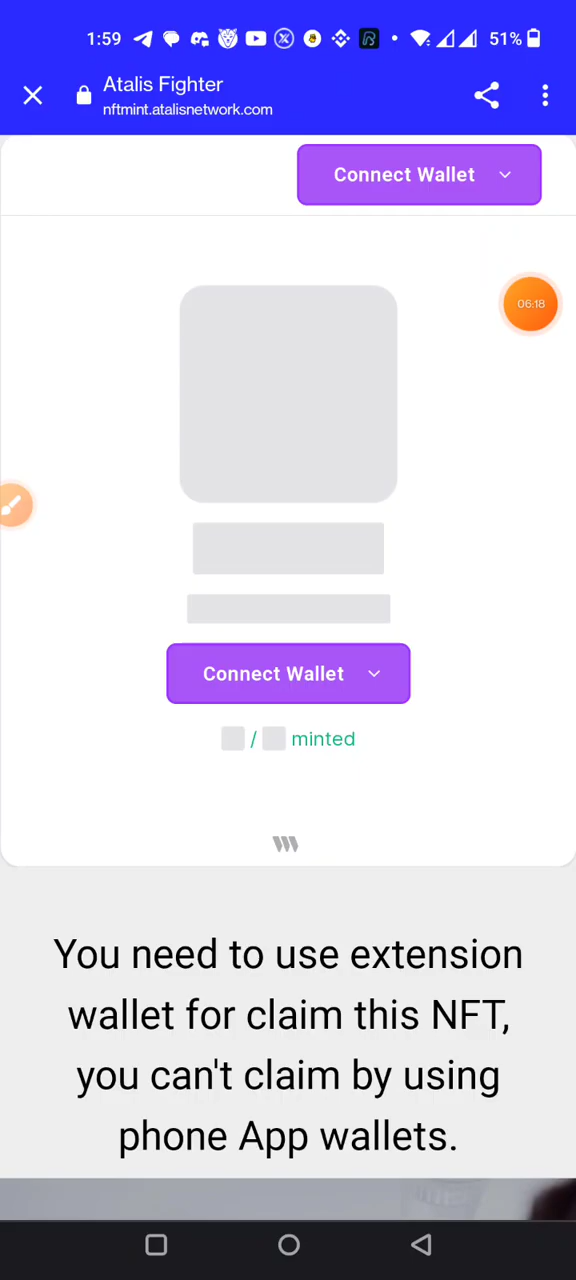 1:59
51%
Atalis Fighter
nftmint.atalisnetwork.com
Connect Wallet
06:18
Connect Wallet
/ minted
You need to use extension
wallet for claim this NFT,
you can't claim by using
phone App wallets.